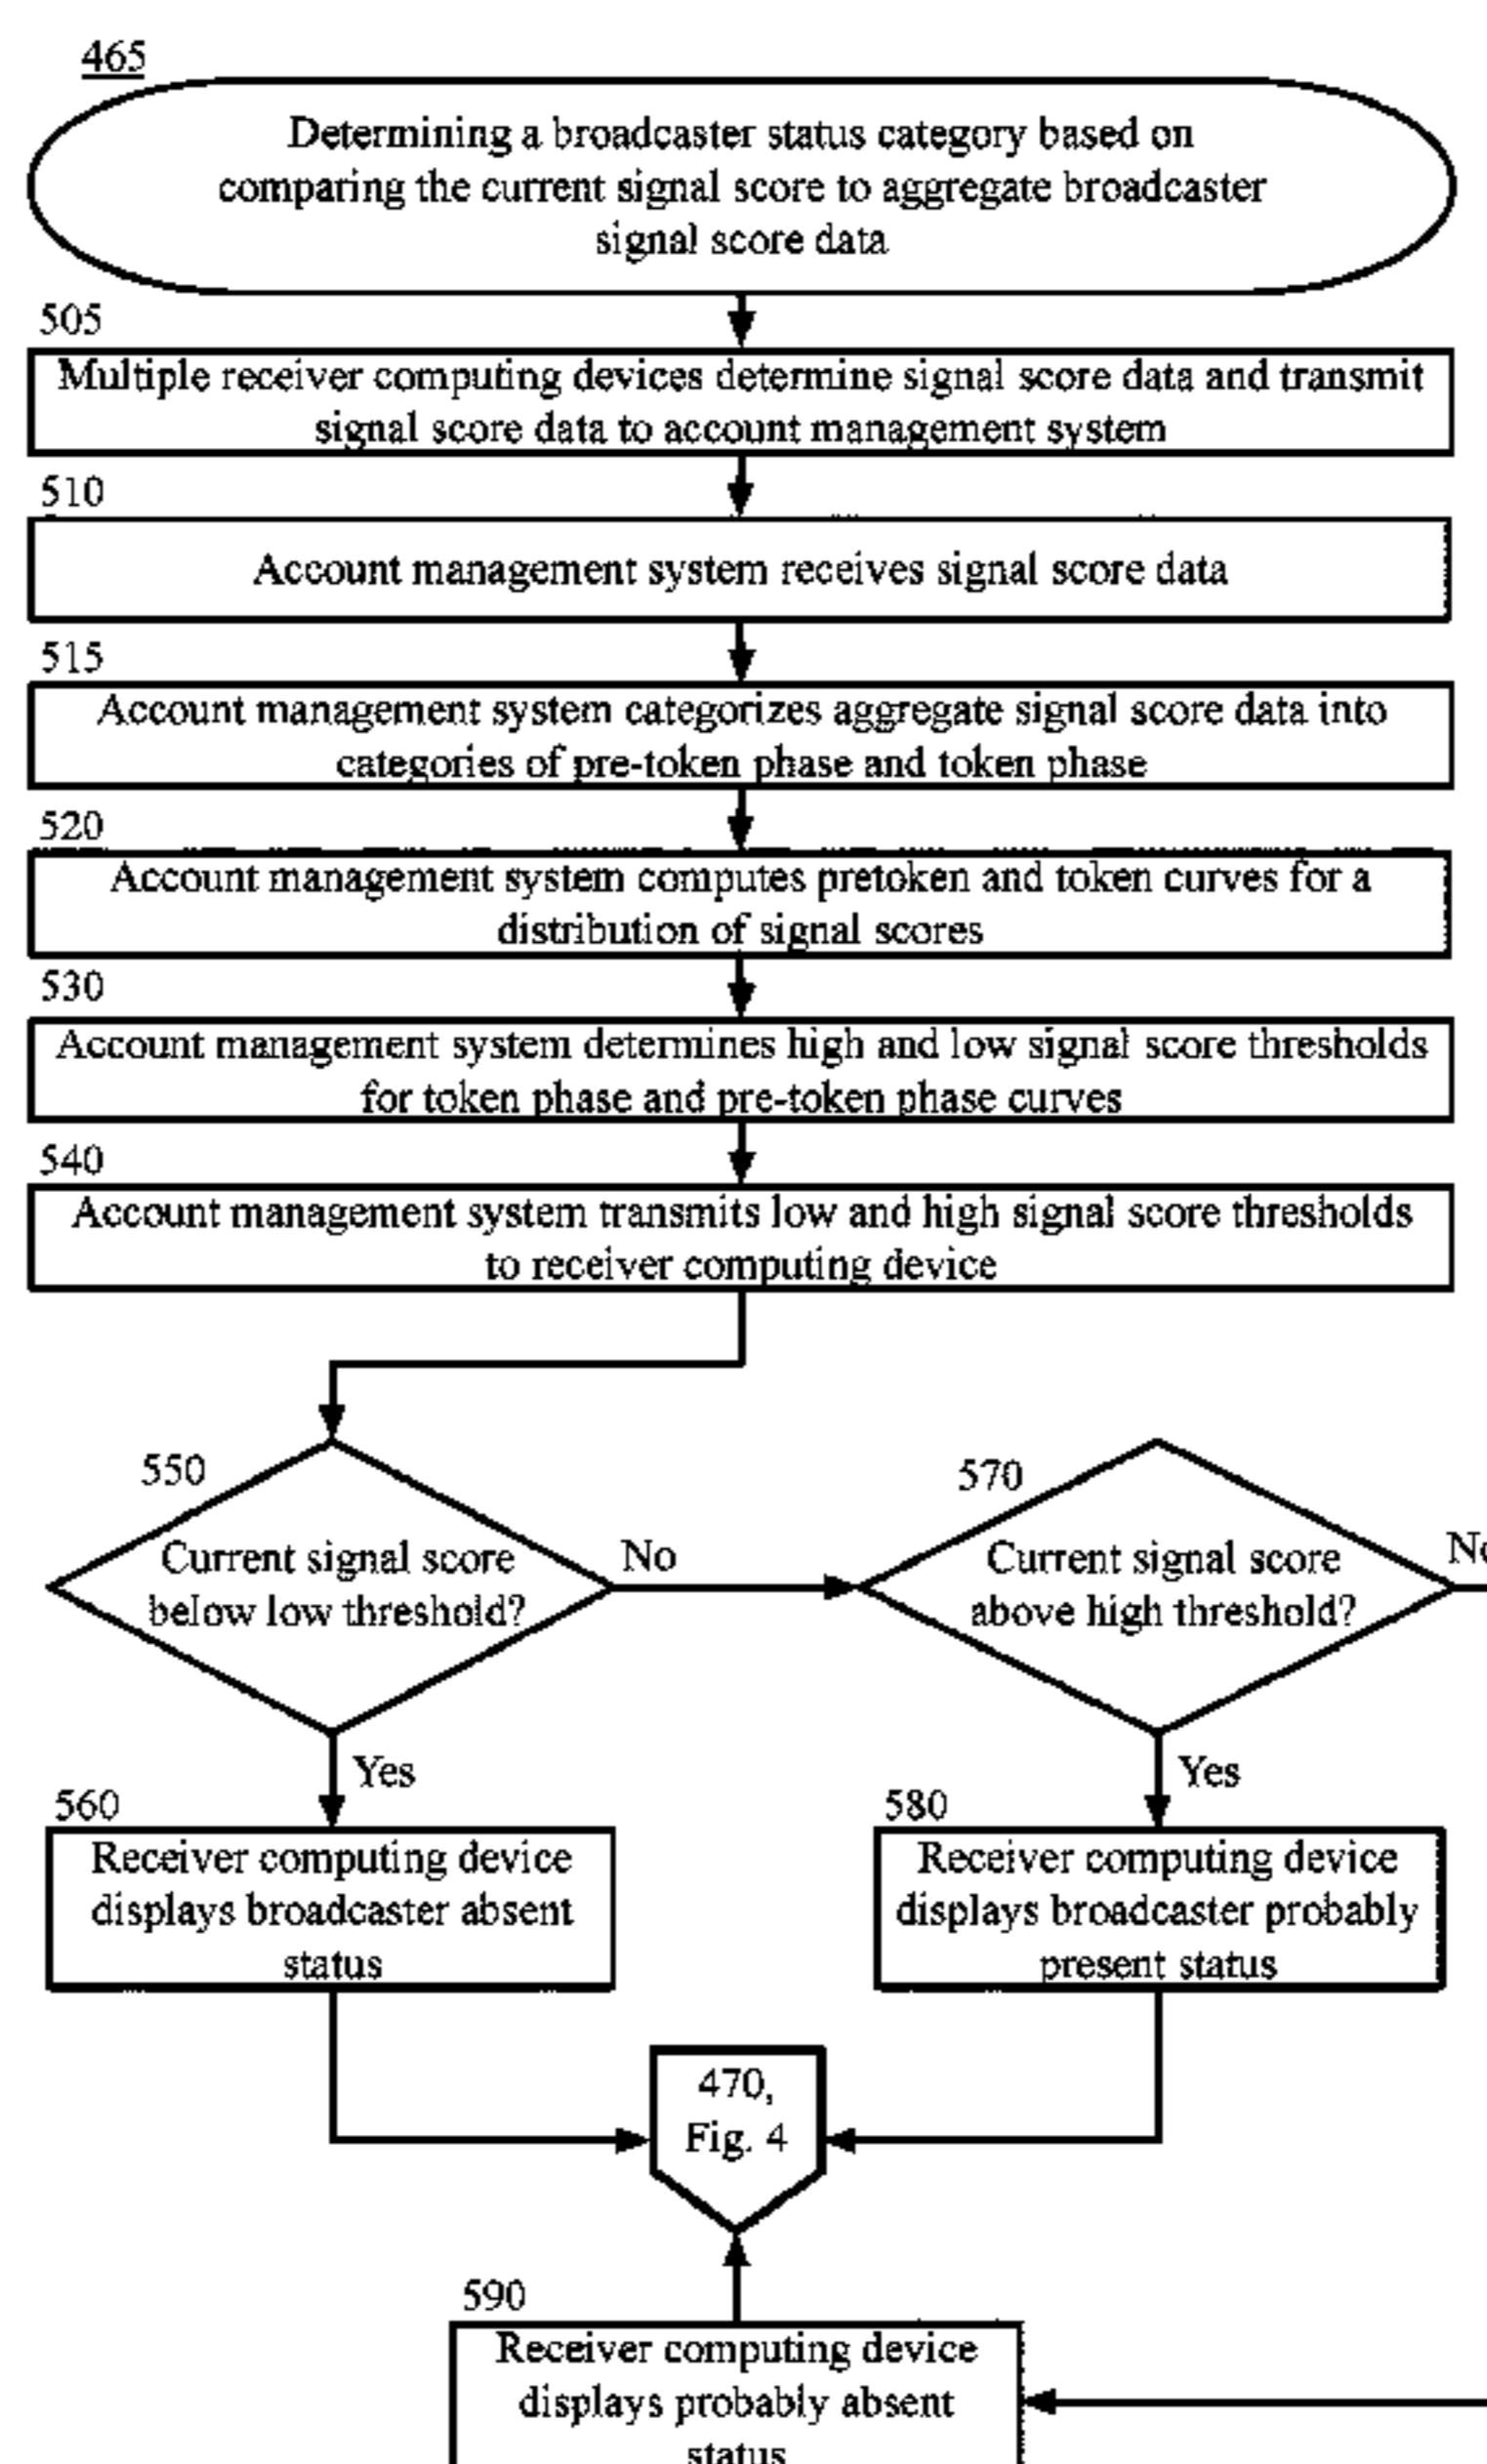 465
Determining a broadcaster status category based on
comparing the current signal score to aggregate broadcaster
signal score data
505
Multiple receiver computing devices determine signal score data and transmit
signal score data to account management system
510
Account management system receives signal score data
515
Account management system categorizes aggregate signal score data into
categories of pre-token phase and token phase
520
Account management system computes pretoken and token curves for a
distribution of signal scores
530
Account management system determines high and low signal score thresholds
for token phase and pre-token phase curves
540
Account management system transmits low and high signal score thresholds
to receiver computing device
550
Current signal score
below low threshold?
No
570
Current signal score
above high threshold?
No
Yes
560
Receiver computing device
displays broadcaster absent
status
Yes
580
Receiver computing device
displays broadcaster probably
present status
470,
Fig. 4
590
Receiver computing device
displays probably absent
status